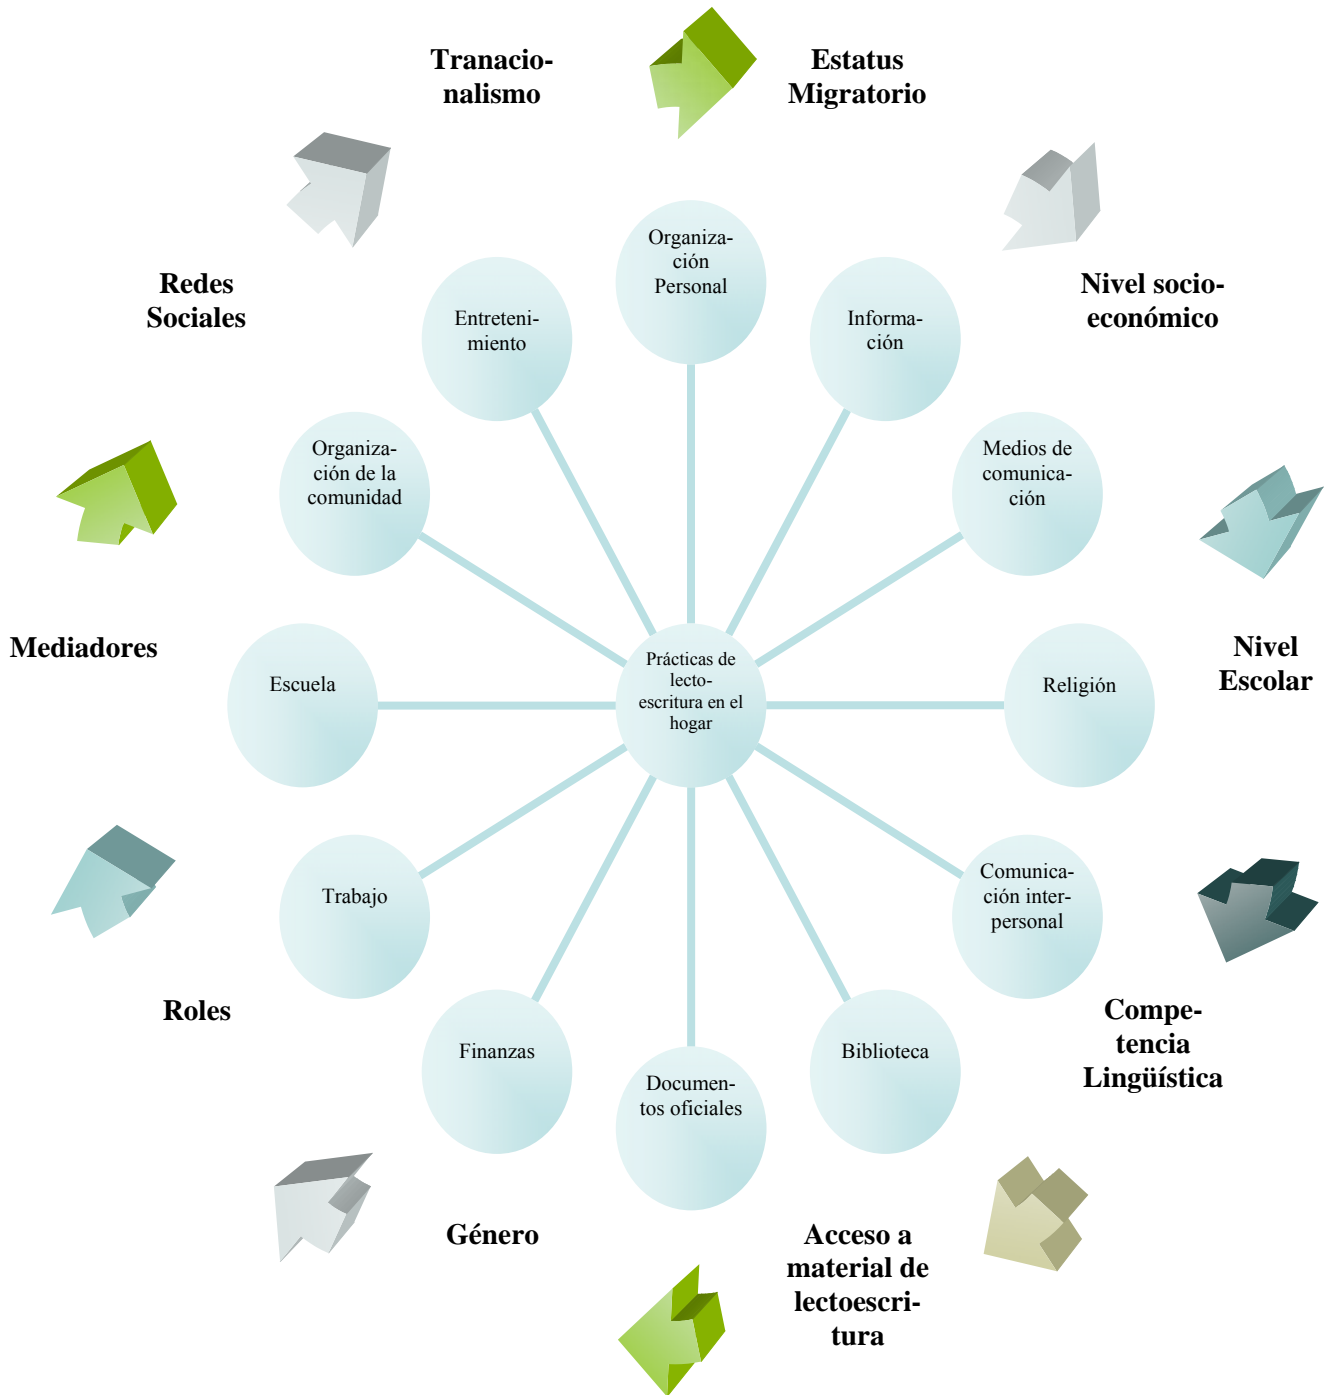 Tranacio-
nalismo
Estatus
Migratorio
Organiza-
ción
Personal
Redes
Sociales
Nivel socio-
económico
Entreteni-
miento
Informa-
ción
Organiza-
ción de la
comunidad
Medios de
comunica-
ción
Mediadores
Nivel
Escolar
Escuela
Prácticas de
lecto-
escritura en el
hogar
Religión
Trabajo
Comunica-
ción inter-
personal
Roles
Compe-
tencia
Lingüística
Finanzas
Biblioteca
Documen-
tos oficiales
Género
Acceso a
material de
lectoescri-
tura